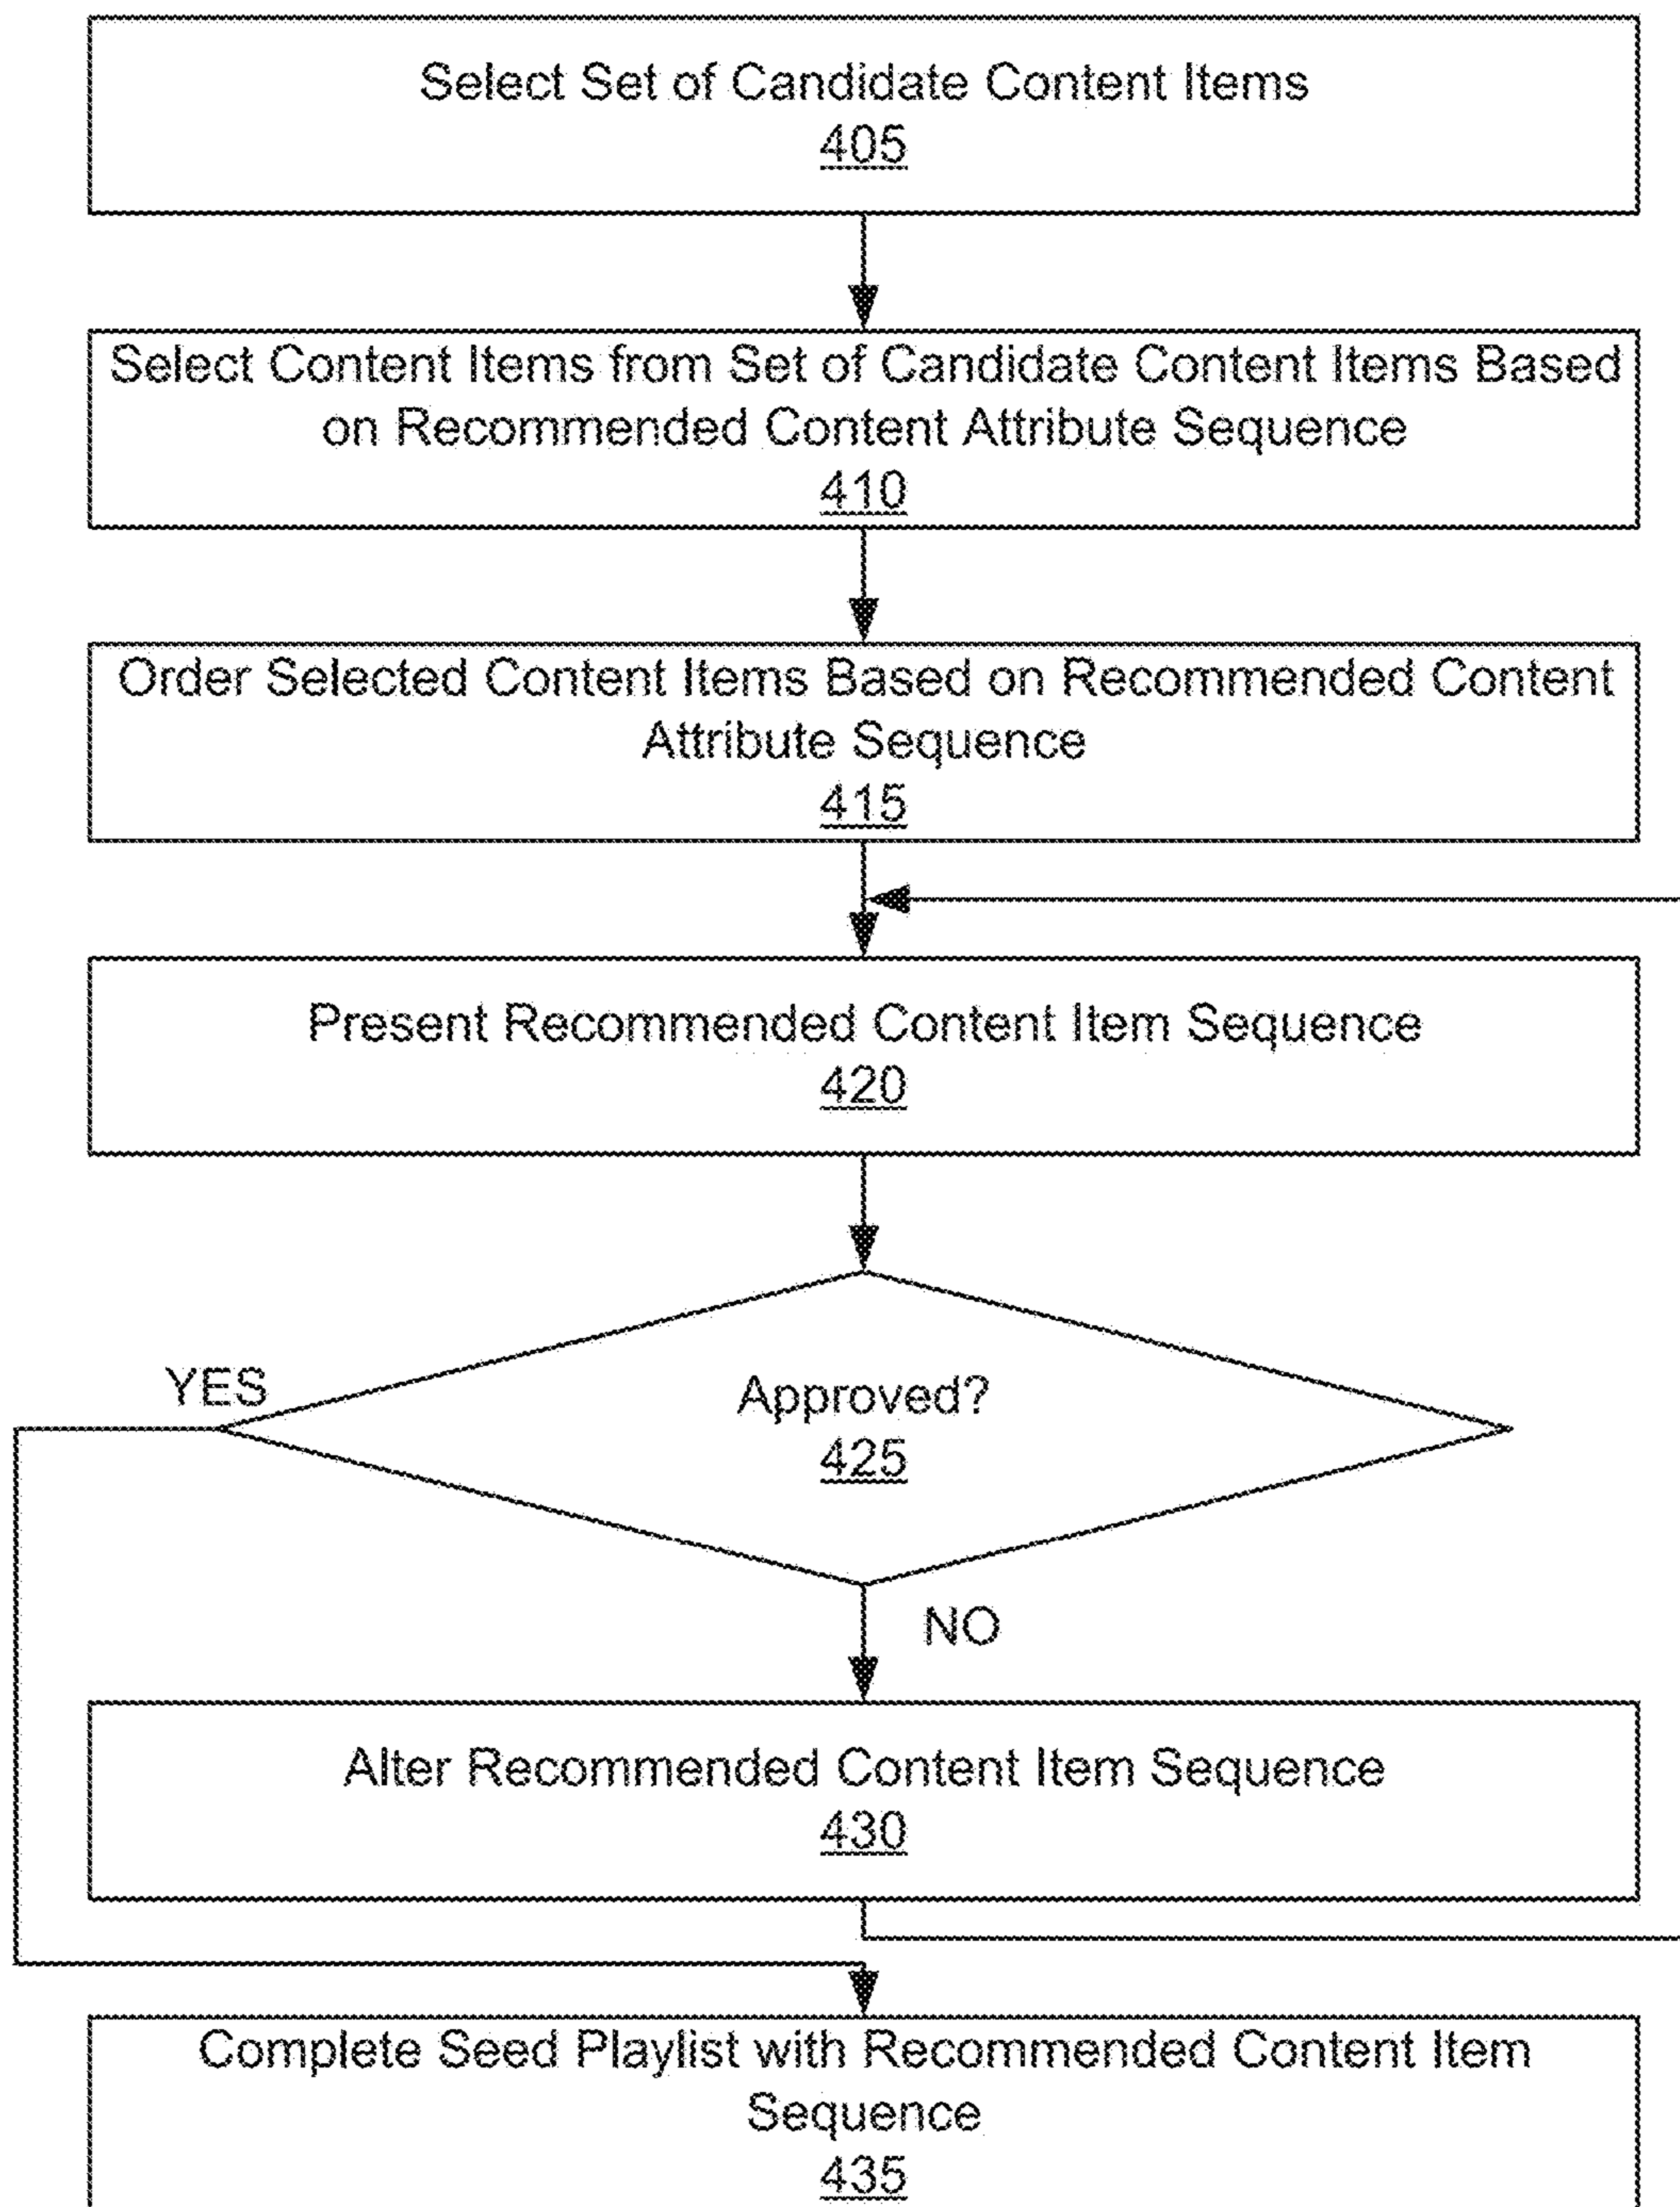 Select Set of Candidate Content Items
405
Select Content Items from Set of Candidate Content Items Based
on Recommended Content Attribute Sequence
410
Order Selected Content Items Based on Recommended Content
Attribute Sequence
415
Present Recommended Content Item Sequence
420
YES
Approved?
425
NO
Alter Recommended Content Item Sequence
430
Complete Seed Playlist with Recommended Content Item
Sequence
435